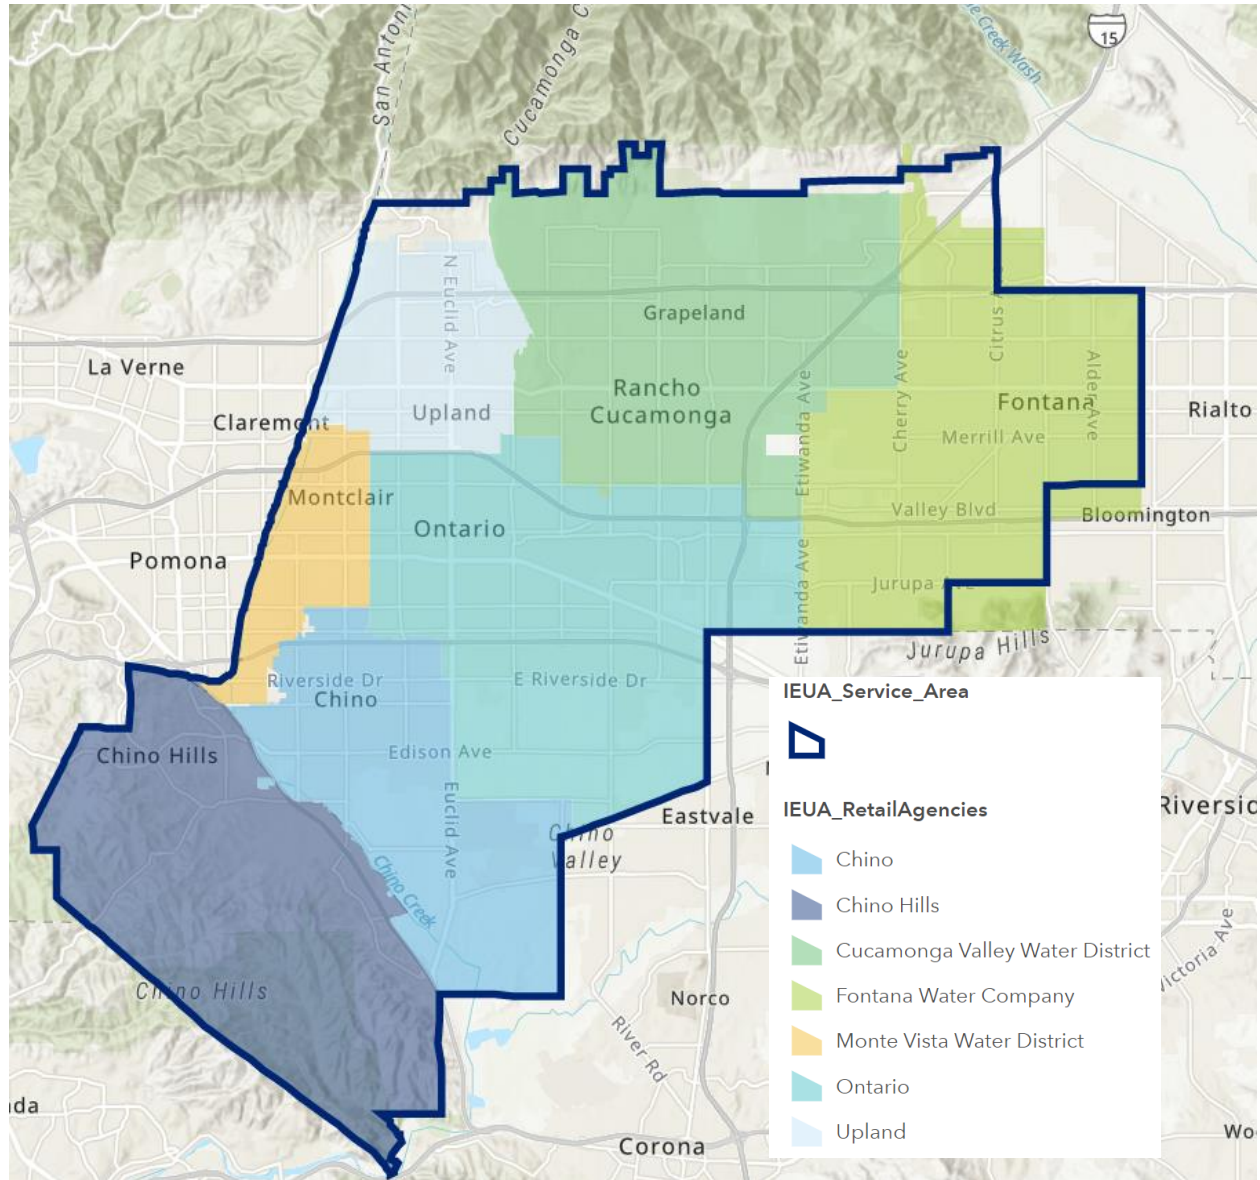 San Antoni
Cucamonga C
e Creek Wash
15
N Euclid Ave
Grapeland
Citrus
La Verne
Rancho
Cucamonga
Etiwanda Ave
Cherry Ave
Alder Ave
Fontana
Rialto
Claremont
Upland
Merrill Ave
Montclair
Ontario
Valley Blvd
Bloomington
Pomona
Etiwanda Ave
Jurupa Ave
Jurupa Hills
Riverside Dr
E Riverside Dr
Chino
IEUA_Service_Area
Chino Hills
Edison Ave
Euclid Ave
Eastvale
Chino
Valley
Riversid
Chino Creek
IEUA_RetailAgencies
Chino
Chino Hills
Cucamonga Valley Water District
Fontana Water Company
Monte Vista Water District
Ontario
Upland
Victoria Ave
Chino Hills
Norco
River Rd
da
Corona
Wo